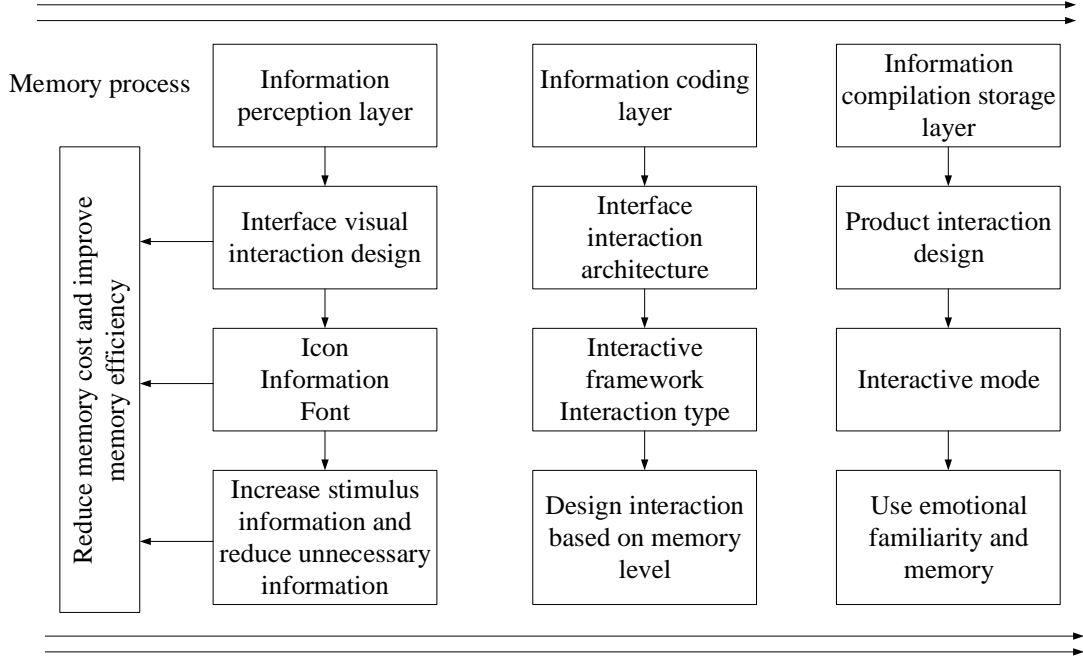 Memory process
Information
perception layer
Information coding
layer
Information
compilation storage
layer
Reduce memory cost and improve
memory efficiency
Interface visual
interaction design
Interface
interaction
architecture
Product interaction
design
Icon
Information
Font
Interactive
framework
Interaction type
Interactive mode
Increase stimulus
information and
reduce unnecessary
information
Design interaction
based on memory
level
Use emotional
familiarity and
memory